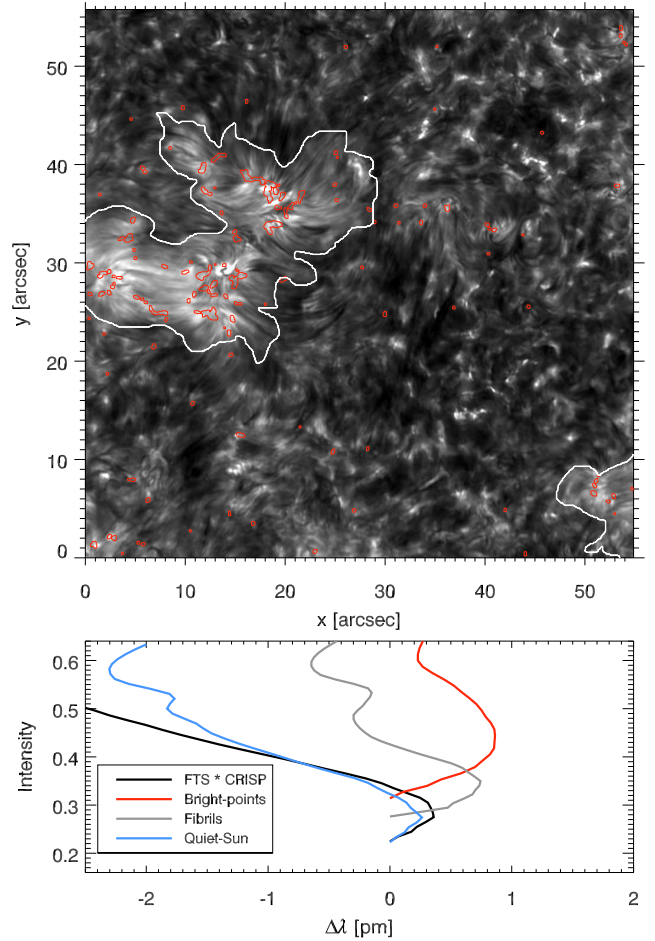 50
40
30
20
10
0
y [arcsec]
0 10 20 30 40 50
x [arcsec]
0.6
0.5
0.4
0.3
0.2
Intensity
FTS * CRISP
Bright-points
Fibrils
Quiet-Sun
-2 -1 0 1 2
Δλ [pm]